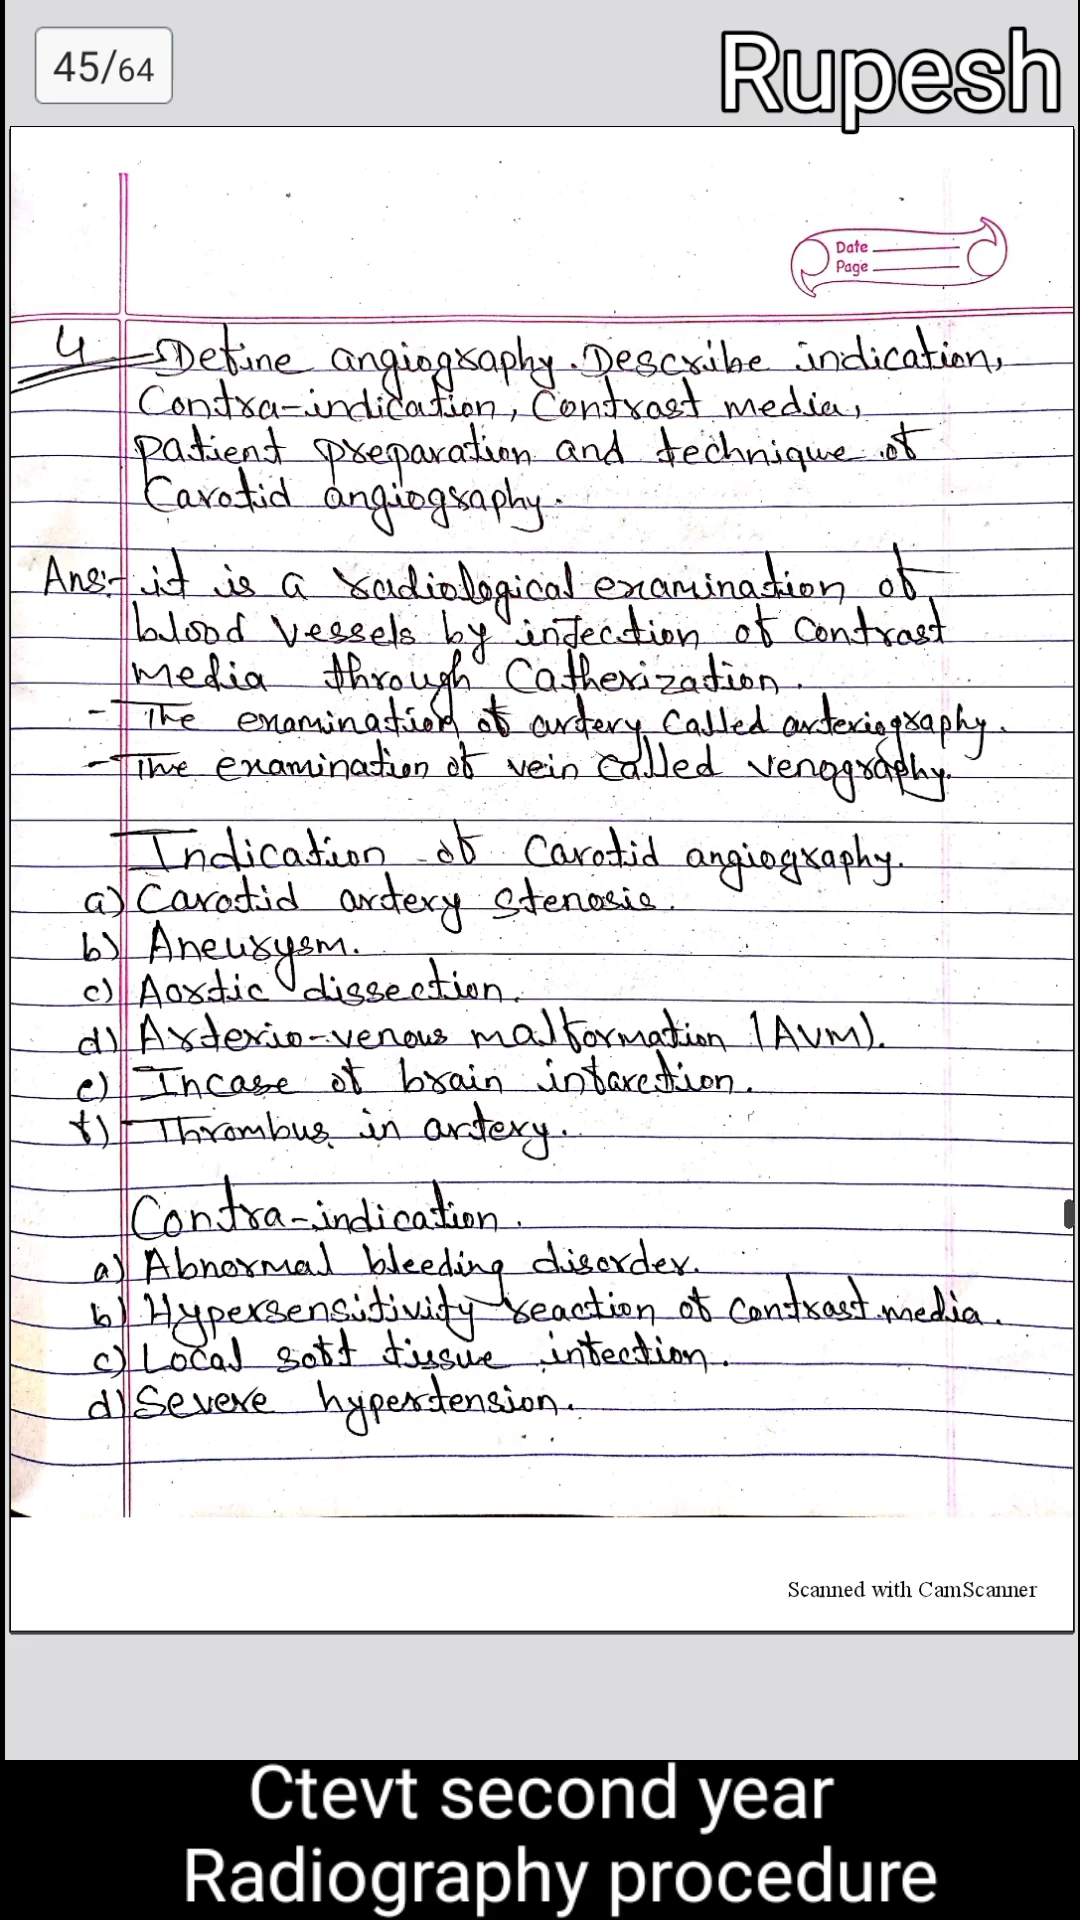 45/64
Rupesh
Date
Page
4 Define angiography. Describe indication,
Contra-indication, Contrast media,
patient preparation and technique of
Carotid angiography.
Ans:- it is a radiological examination of
blood vessels by injection of contrast
media through Catherization.
- The examination of artery called arteriography.
- The examination of vein called venography.
Indication of Carotid angiography.
a) Carotid artery stenosis.
b) Aneurysm.
c) Aortic dissection.
d) Arterio-venous malformation (AVM).
e) Incase of brain infarction.
f) Thrombus in artery.
Contra-indication.
a) Abnormal bleeding disorder.
b) Hypersensitivity reaction of contrast media.
c) Local soft tissue infection.
d) Severe hypertension.
Scanned with CamScanner
Ctevt second year
Radiography procedure